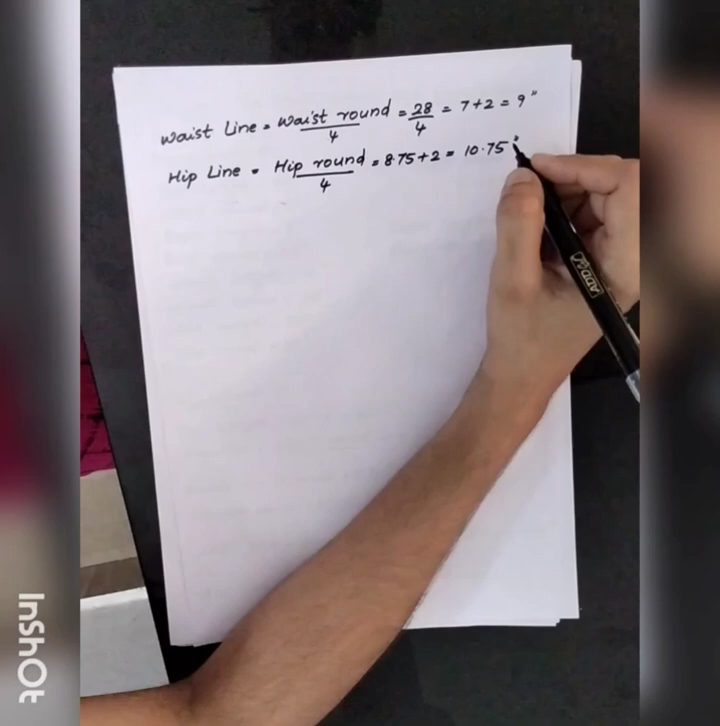 Waist Line = Waist round/4 = 28/4 = 7+2 = 9"
Hip Line = Hip round/4 = 8.75+2 = 10.75"
ADD
InShOt